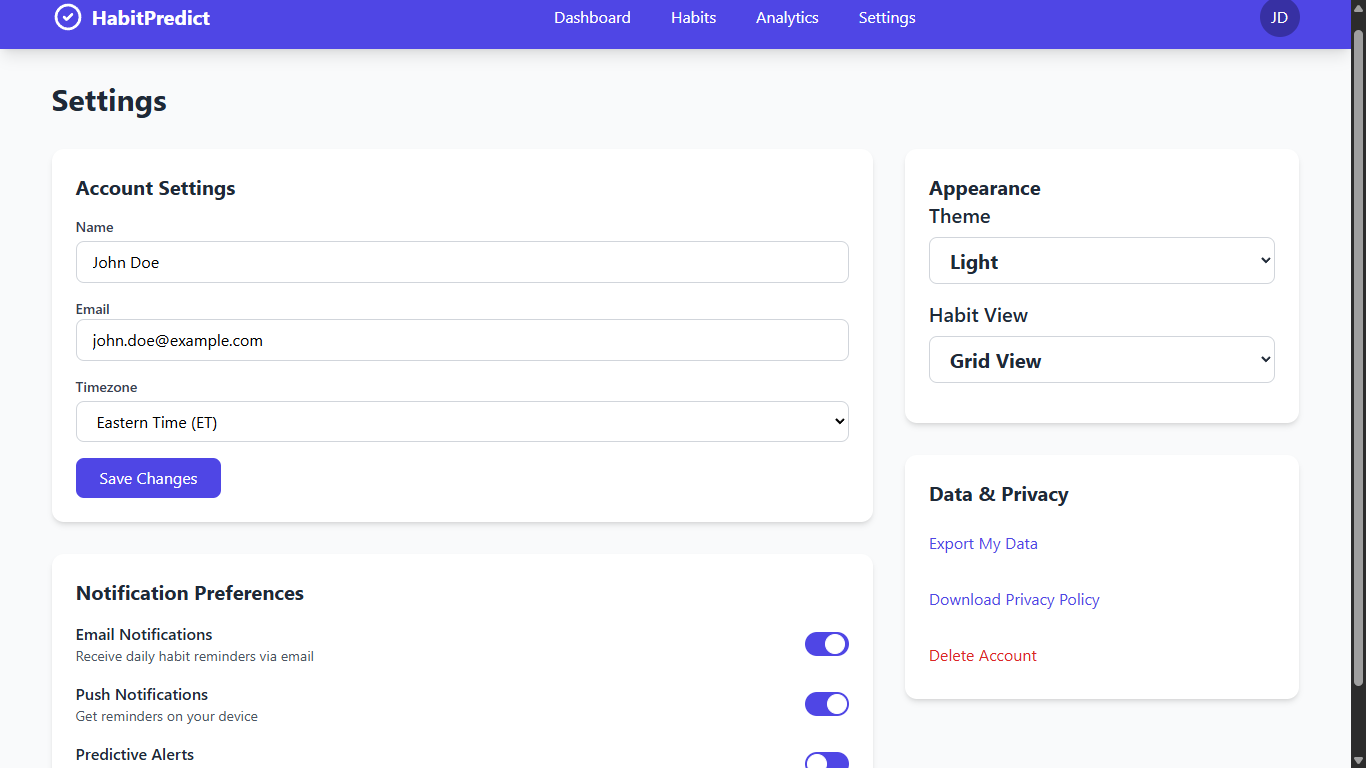 HabitPredict
Dashboard
Habits
Analytics
Settings
JD
Settings
Account Settings
Name
John Doe
Email
john.doe@example.com
Timezone
Eastern Time (ET)
Save Changes
Notification Preferences
Email Notifications
Receive daily habit reminders via email
Push Notifications
Get reminders on your device
Predictive Alerts
Appearance
Theme
Light
Habit View
Grid View
Data & Privacy
Export My Data
Download Privacy Policy
Delete Account